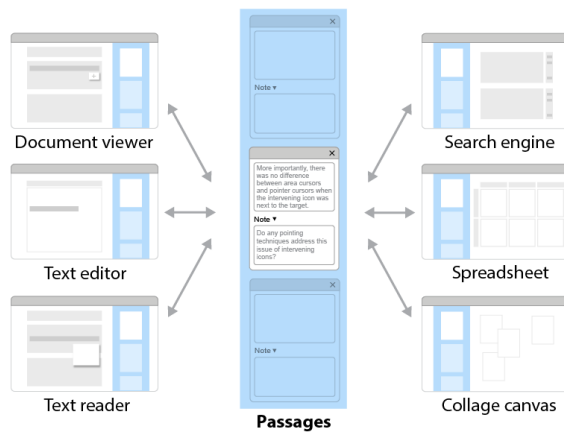 Document viewer
Text editor
Text reader
×
Note ▾
×
More importantly, there
was no difference
between area cursors
and pointer cursors when
the intervening icon was
next to the target.
Note ▾
Do any pointing
techniques address this
issue of intervening
icons?
×
Note ▾
Passages
Search engine
Spreadsheet
Collage canvas